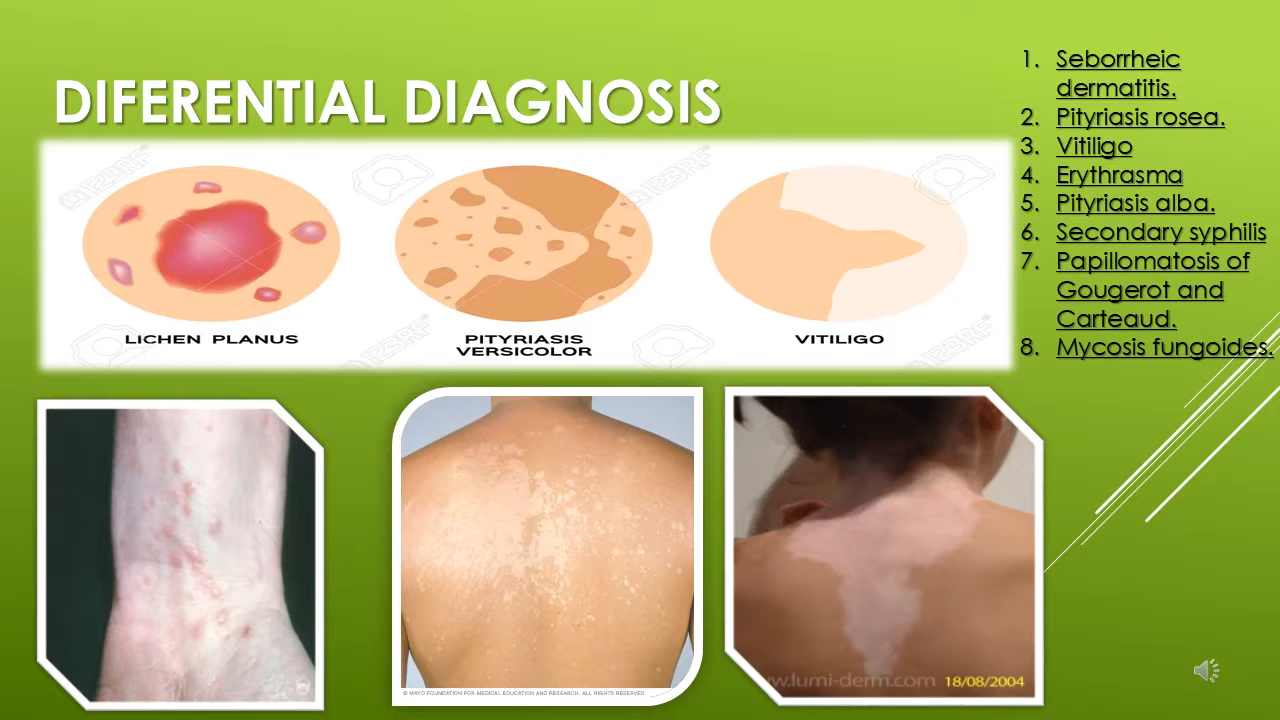 DIFERENTIAL DIAGNOSIS
1. Seborrheic
dermatitis.
2. Pityriasis rosea.
3. Vitiligo
4. Erythrasma
5. Pityriasis alba.
6. Secondary syphilis
7. Papillomatosis of
Gougerot and
Carteaud.
8. Mycosis fungoides.
LICHEN PLANUS
PITYRIASIS
VERSICOLOR
VITILIGO
123RF
© MAYO FOUNDATION FOR MEDICAL EDUCATION AND RESEARCH. ALL RIGHTS RESERVED
w.lumi-derm.com 18/08/2004